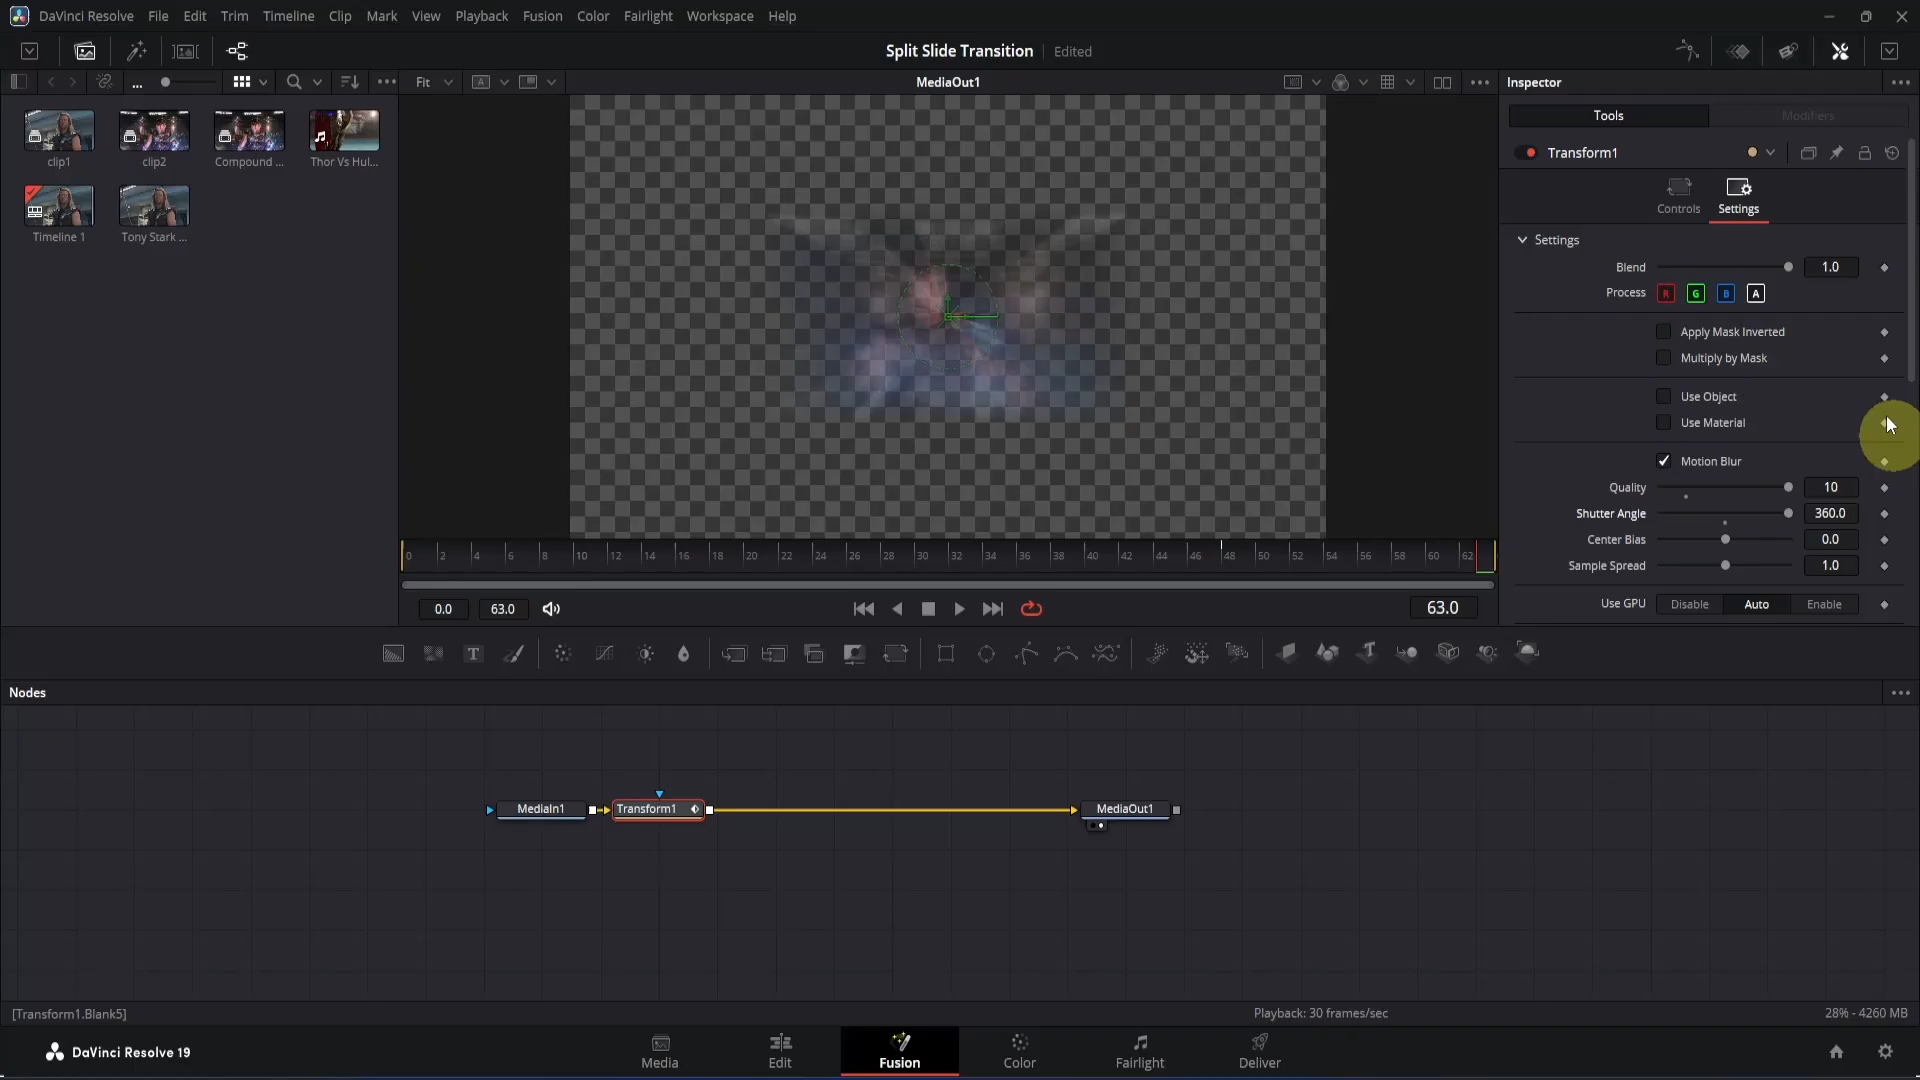 DaVinci Resolve File Edit Trim Timeline Clip Mark View Playback Fusion Color Fairlight Workspace Help
Split Slide Transition Edited
... Fit MediaOut1 Inspector
Tools Modifiers
Transform1
Controls Settings
Settings
Blend 1.0
Process R G B A
Apply Mask Inverted
Multiply by Mask
Use Object
Use Material
Motion Blur
Quality 10
Shutter Angle 360.0
Center Bias 0.0
Sample Spread 1.0
Use GPU Disable Auto Enable
clip1 clip2 Compound ... Thor Vs Hul...
Timeline 1 Tony Stark ...
0 2 4 6 8 10 12 14 16 18 20 22 24 26 28 30 32 34 36 38 40 42 44 46 48 50 52 54 56 58 60 62
0.0 63.0 63.0
Nodes
MediaIn1 Transform1 MediaOut1
[Transform1.Blank5] Playback: 30 frames/sec 28% - 4260 MB
DaVinci Resolve 19 Media Edit Fusion Color Fairlight Deliver